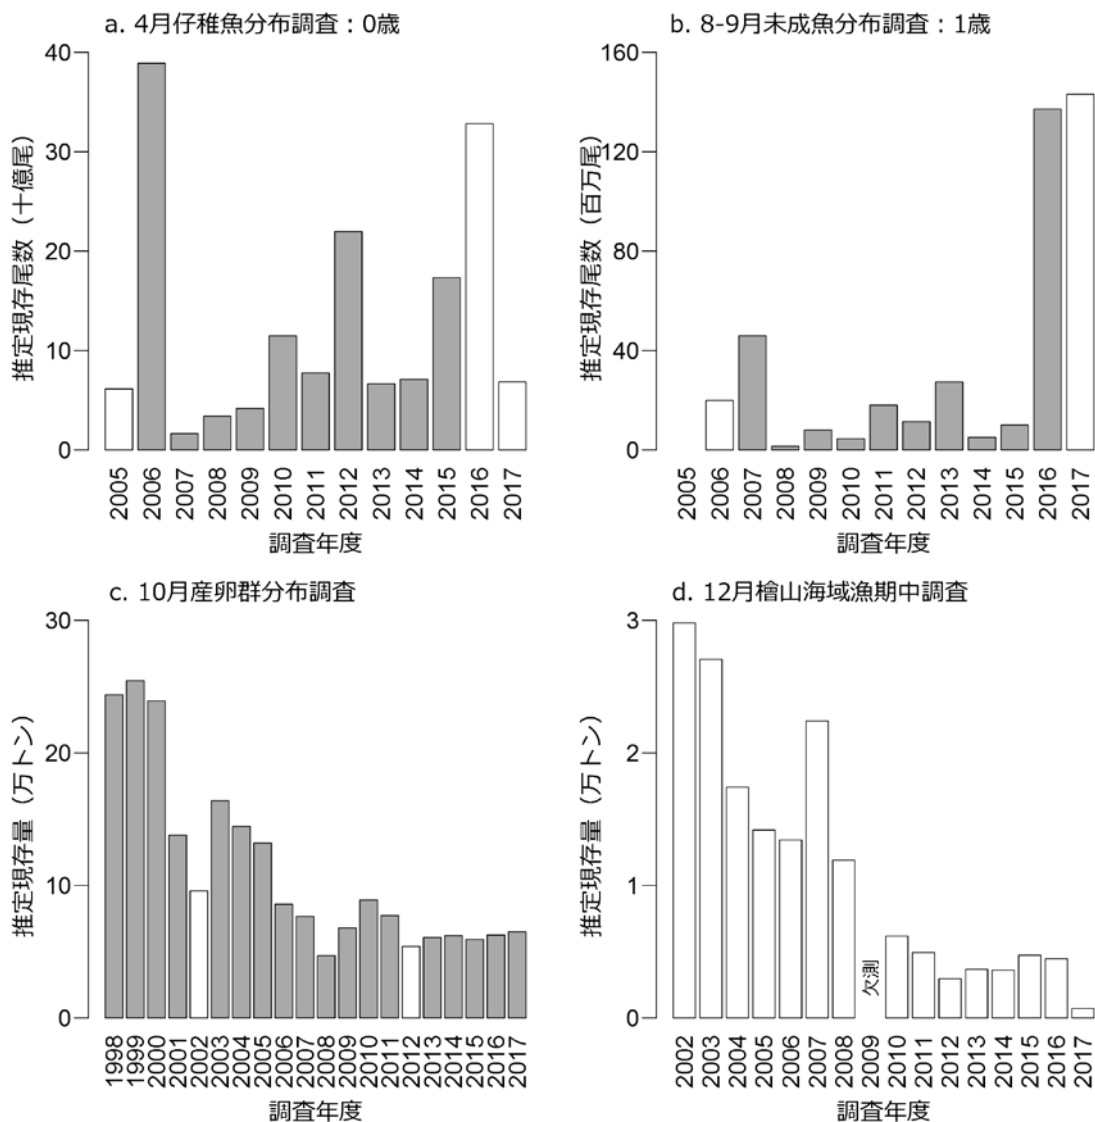 a. 4月仔稚魚分布調査：0歳
推定現存尾数（十億尾）
40
30
20
10
0
2005 2006 2007 2008 2009 2010 2011 2012 2013 2014 2015 2016 2017
調査年度
b. 8-9月未成魚分布調査：1歳
推定現存尾数（百万尾）
160
120
80
40
0
2005 2006 2007 2008 2009 2010 2011 2012 2013 2014 2015 2016 2017
調査年度
c. 10月産卵群分布調査
推定現存量（万トン）
30
20
10
0
1998 1999 2000 2001 2002 2003 2004 2005 2006 2007 2008 2009 2010 2011 2012 2013 2014 2015 2016 2017
調査年度
d. 12月檜山海域漁期中調査
推定現存量（万トン）
3
2
1
0
欠測
2002 2003 2004 2005 2006 2007 2008 2009 2010 2011 2012 2013 2014 2015 2016 2017
調査年度